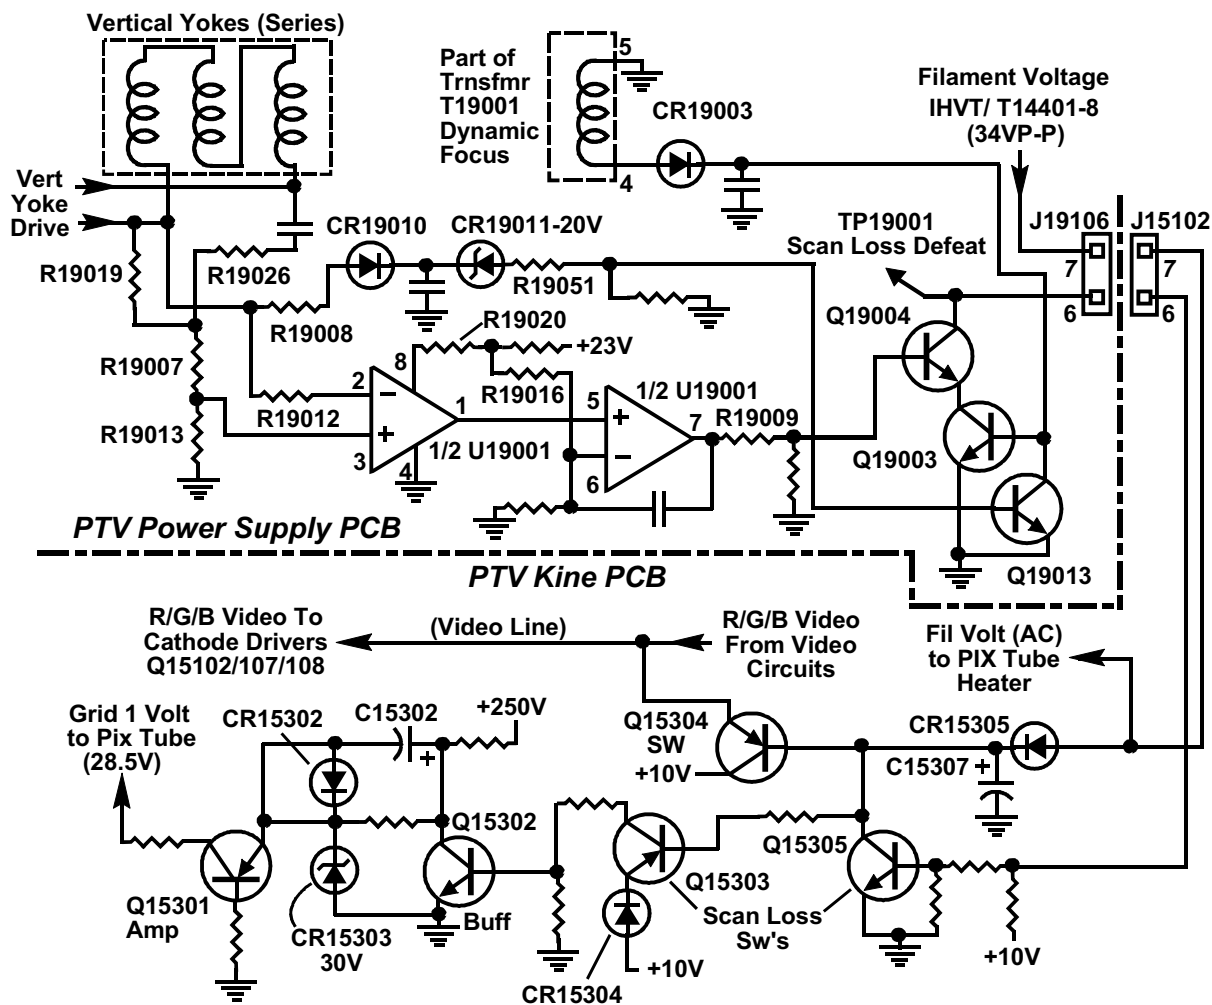 Vertical Yokes (Series)
Part of
Trnsfmr
T19001
Dynamic
Focus
5
4
CR19003
Filament Voltage
IHVT/ T14401-8
(34VP-P)
Vert
Yoke
Drive
CR19010
CR19011-20V
TP19001
Scan Loss Defeat
J19106
J15102
7
7
6
6
R19019
R19026
R19051
R19008
R19020
+23V
Q19004
R19007
8
R19016
1/2 U19001
2
–
1
5
+
7
R19009
R19012
R19013
+
3
4
1/2 U19001
–
6
Q19003
Q19013
PTV Power Supply PCB
PTV Kine PCB
R/G/B Video To
Cathode Drivers
Q15102/107/108
(Video Line)
R/G/B Video
From Video
Circuits
Fil Volt (AC)
to PIX Tube
Heater
Grid 1 Volt
to Pix Tube
(28.5V)
CR15302
C15302
+
+250V
Q15304
SW
+10V
CR15305
C15307
+
Q15302
Q15305
Q15301
Amp
CR15303
30V
Buff
Q15303
Scan Loss
Sw's
CR15304
+10V
+10V